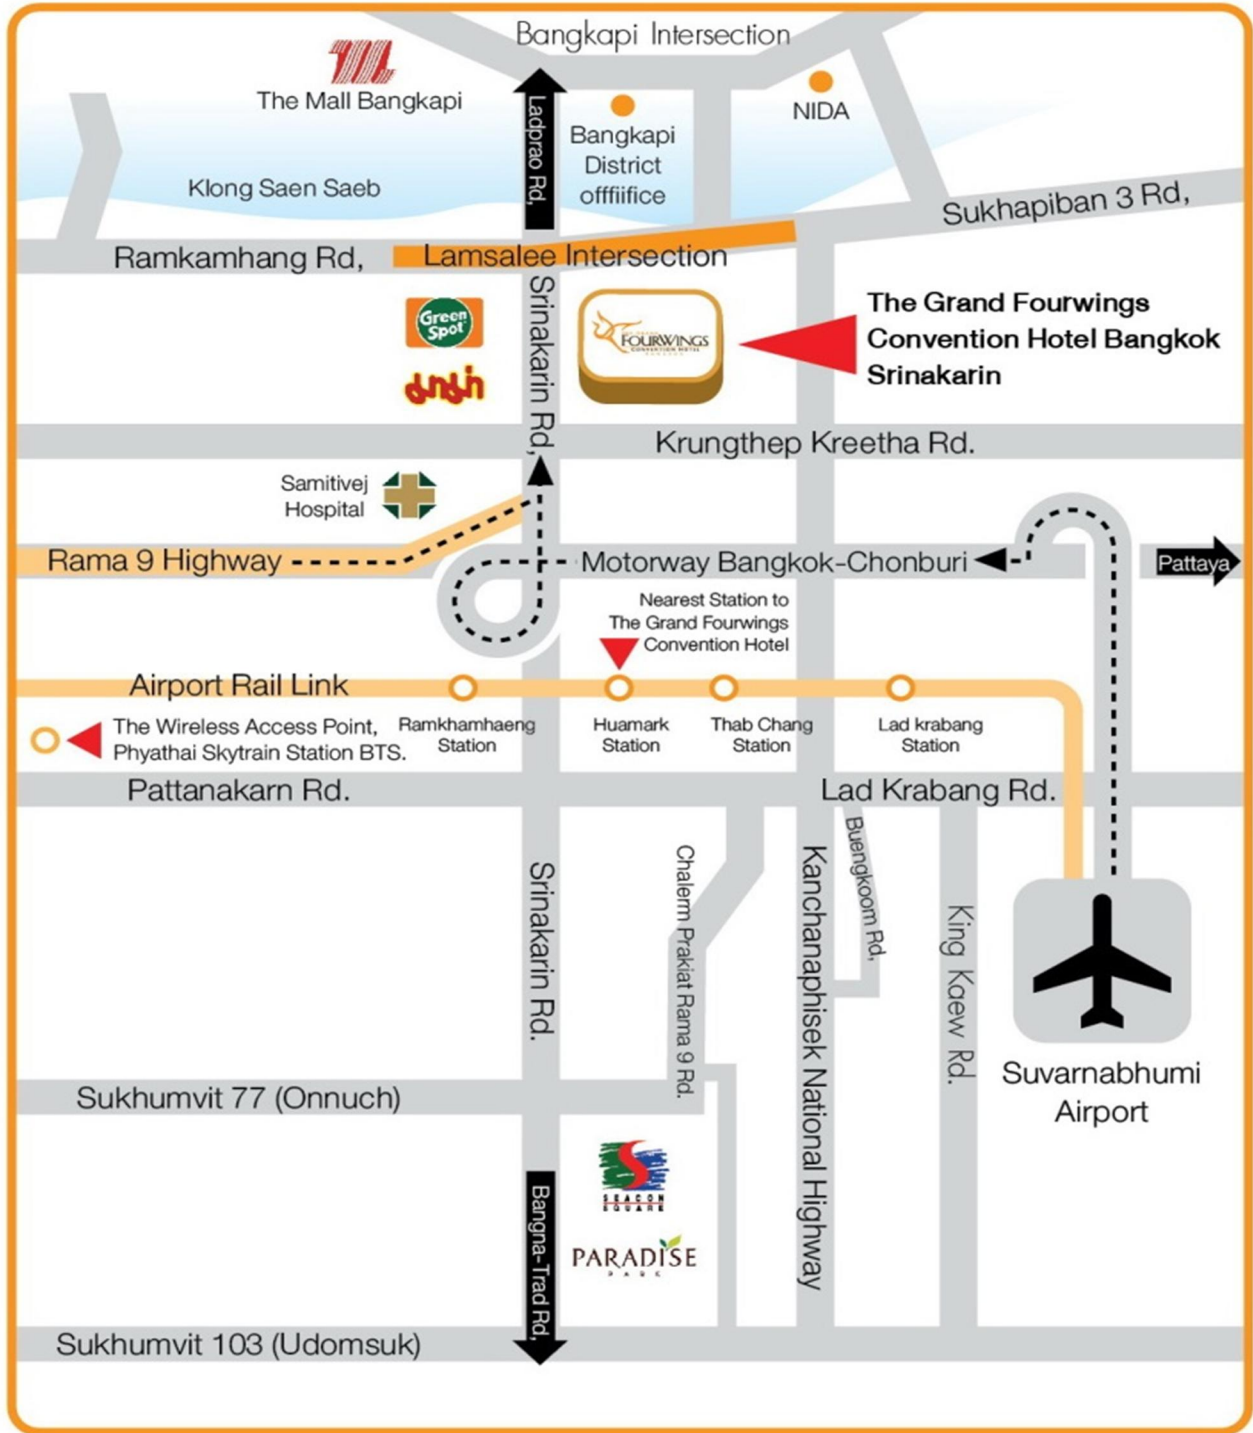 Bangkapi Intersection
The Mall Bangkapi
Ladprao Rd,
Bangkapi
District
offfiifice
NIDA
Klong Saen Saeb
Sukhapiban 3 Rd,
Ramkamhang Rd,
Lamsalee Intersection
Green
Spot
Srinakarin Rd,
FOURWINGS
CONVENTION HOTEL
The Grand Fourwings
Convention Hotel Bangkok
Srinakarin
Krungthep Kreetha Rd.
Samitivej
Hospital
Rama 9 Highway
Motorway Bangkok-Chonburi
Pattaya
Nearest Station to
The Grand Fourwings
Convention Hotel
Airport Rail Link
The Wireless Access Point,
Phyathai Skytrain Station BTS.
Ramkhamhaeng
Station
Huamark
Station
Thab Chang
Station
Lad krabang
Station
Pattanakarn Rd.
Lad Krabang Rd.
Srinakarin Rd.
Chalerm Prakiat Rama 9 Rd.
Kanchanaphisek National Highway
Buengkoom Rd,
King Kaew Rd.
Suvarnabhumi
Airport
Sukhumvit 77 (Onnuch)
SEACON
SQUARE
PARADISE
PARK
Bangna-Trad Rd,
Sukhumvit 103 (Udomsuk)